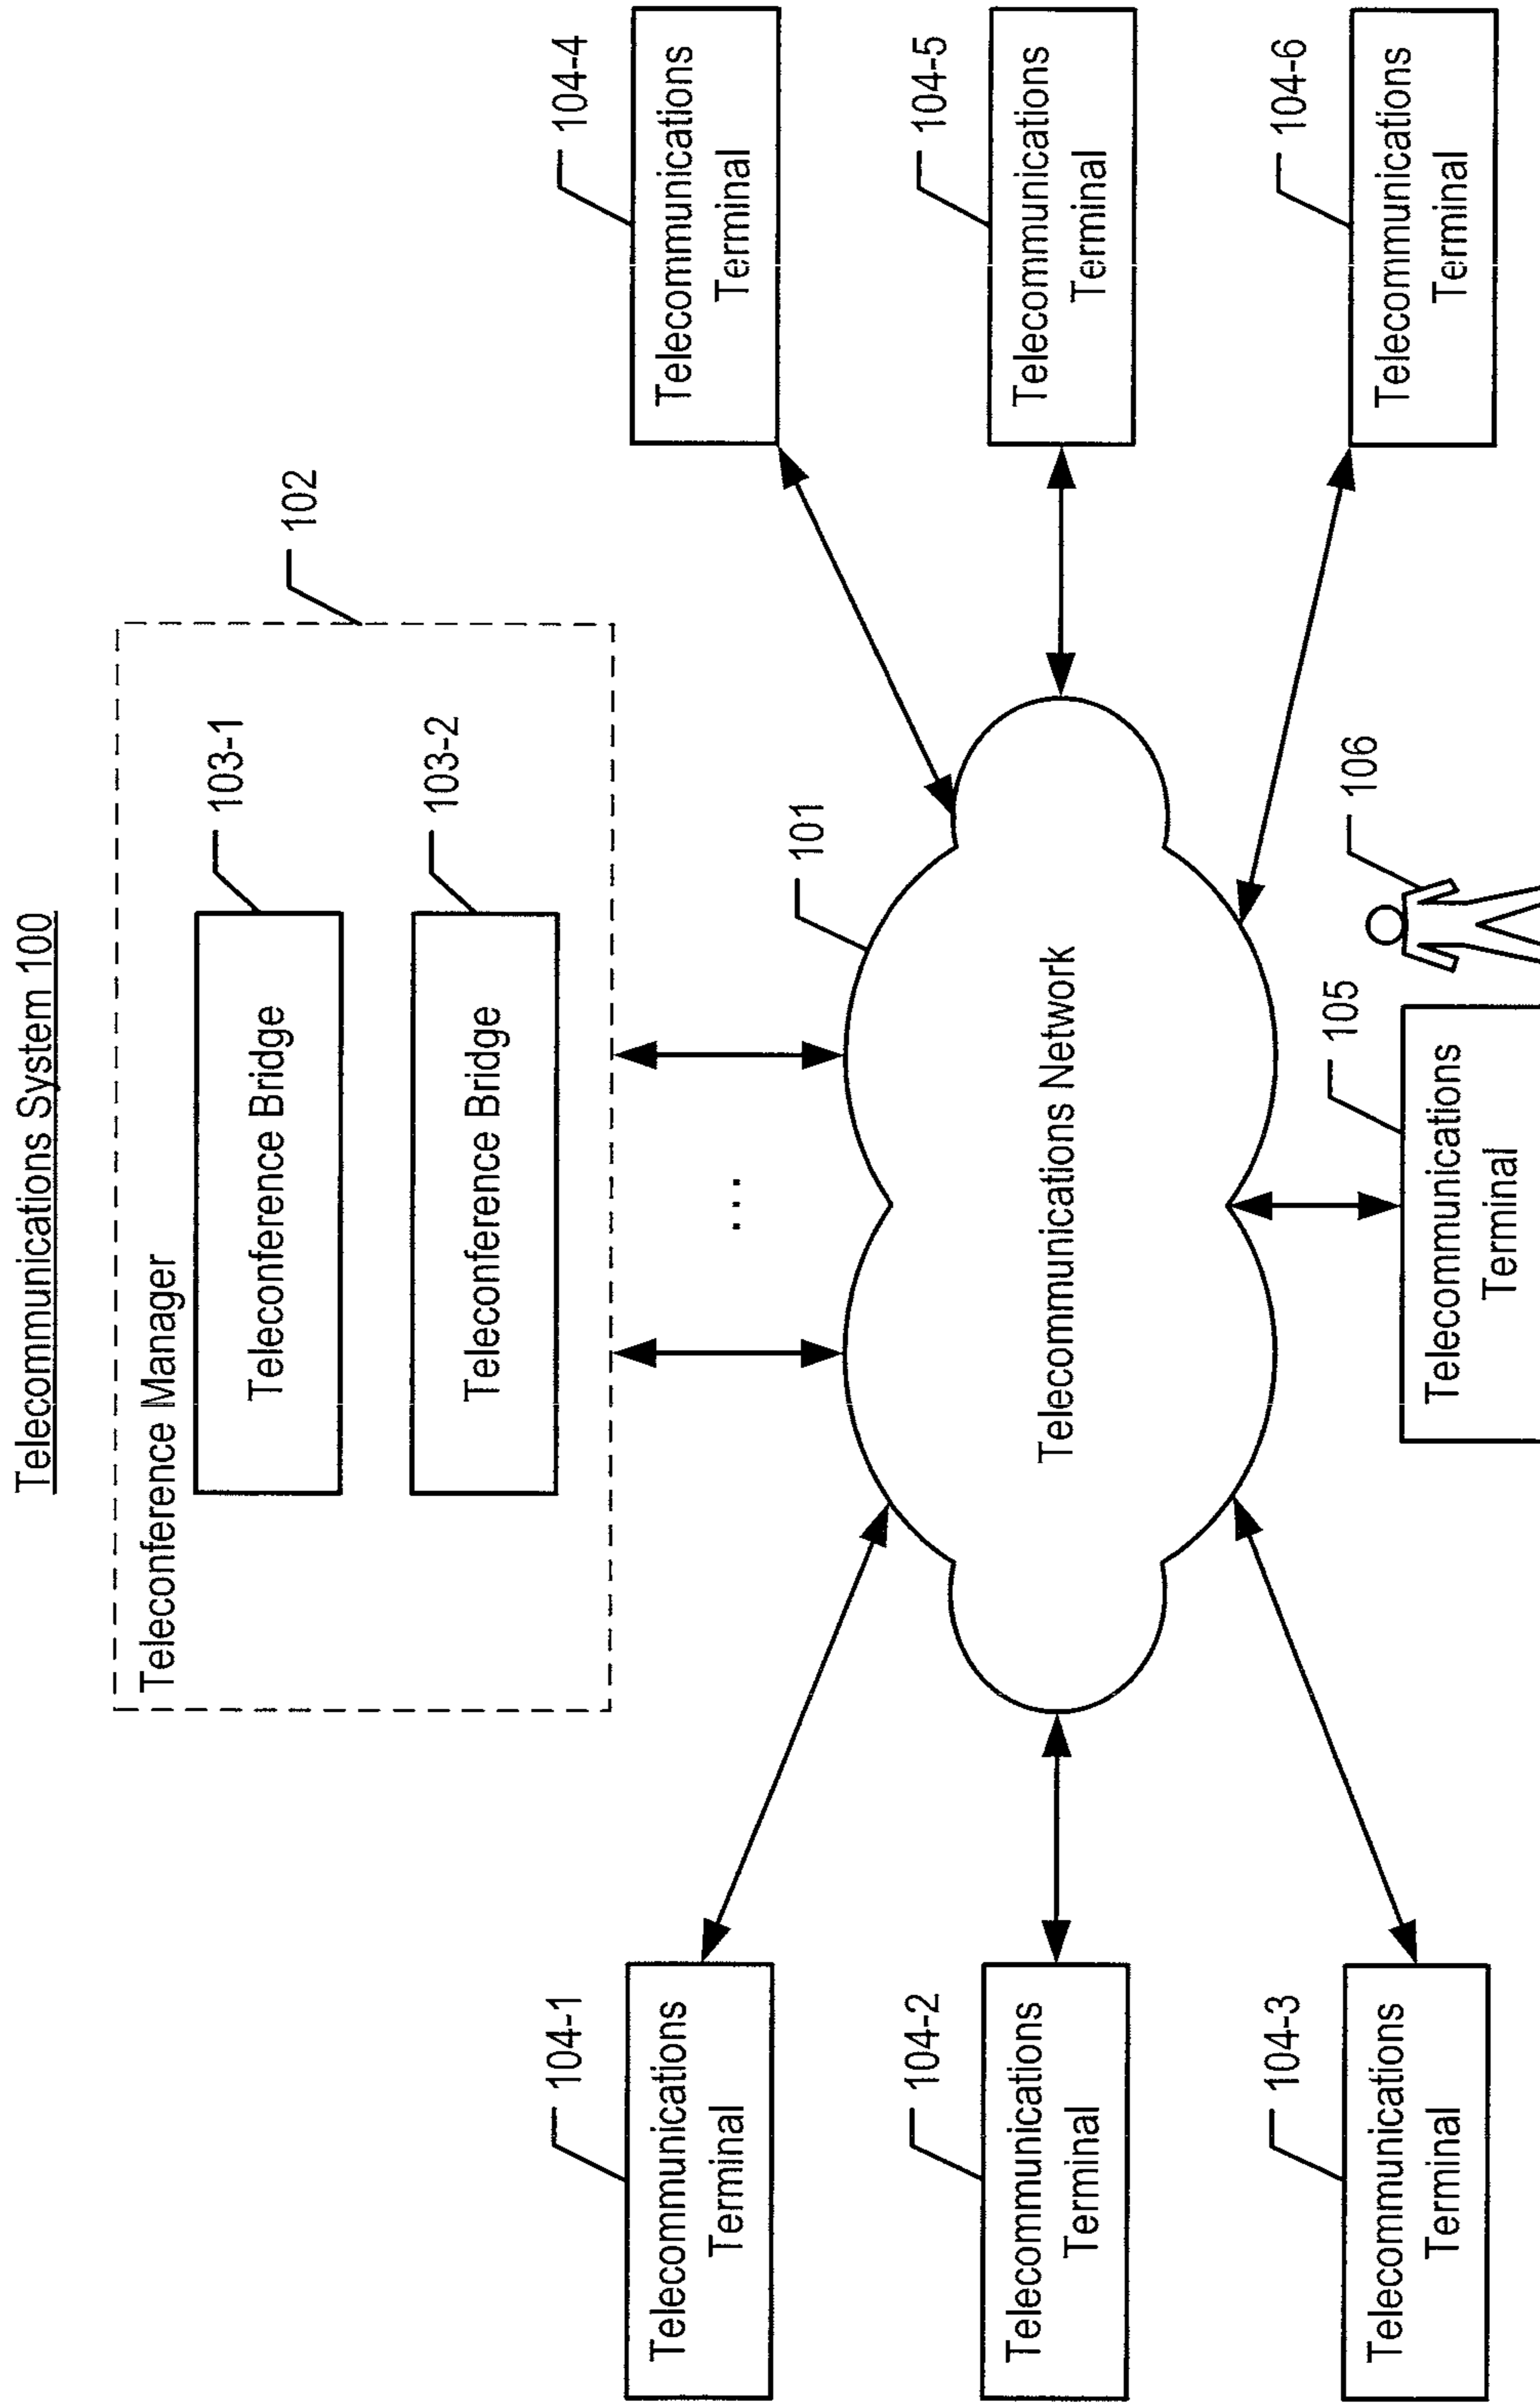 Telecommunications System 100
Teleconference Manager
102
103-1
Teleconference Bridge
103-2
Teleconference Bridge
104-1
Telecommunications
Terminal
104-4
Telecommunications
Terminal
...
101
Telecommunications Network
104-2
Telecommunications
Terminal
104-5
Telecommunications
Terminal
104-3
Telecommunications
Terminal
105
Telecommunications
Terminal
106
104-6
Telecommunications
Terminal